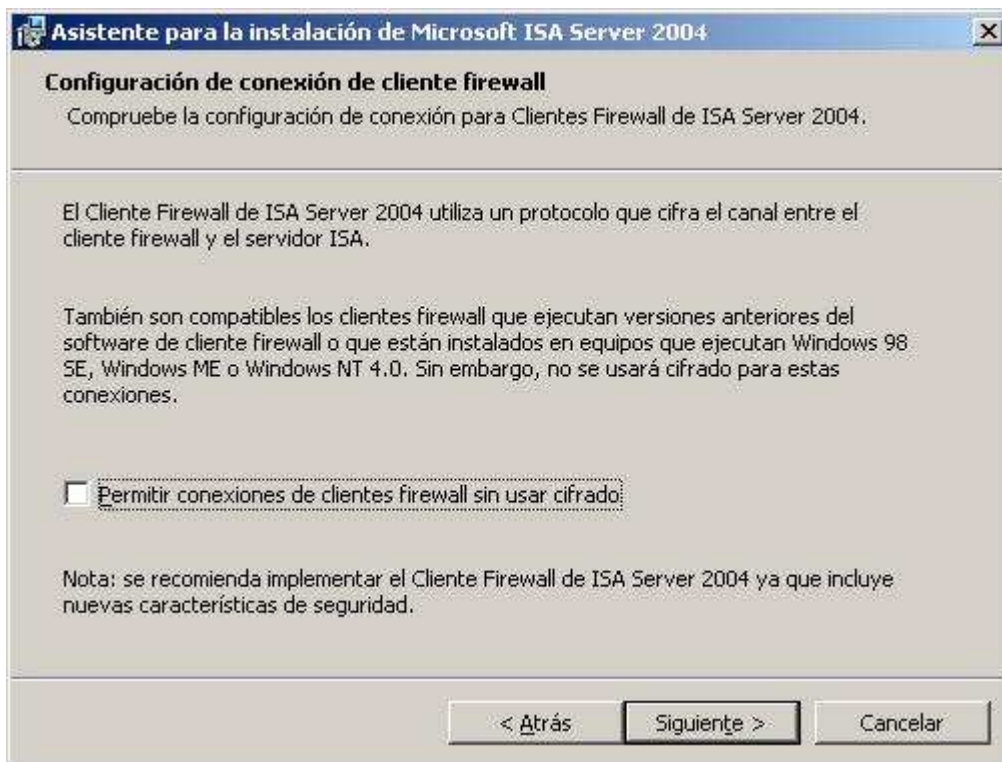 Asistente para la instalación de Microsoft ISA Server 2004
Configuración de conexión de cliente firewall
Compruebe la configuración de conexión para Clientes Firewall de ISA Server 2004.
El Cliente Firewall de ISA Server 2004 utiliza un protocolo que cifra el canal entre el
cliente firewall y el servidor ISA.
También son compatibles los clientes firewall que ejecutan versiones anteriores del
software de cliente firewall o que están instalados en equipos que ejecutan Windows 98
SE, Windows ME o Windows NT 4.0. Sin embargo, no se usará cifrado para estas
conexiones.
Permitir conexiones de clientes firewall sin usar cifrado
Nota: se recomienda implementar el Cliente Firewall de ISA Server 2004 ya que incluye
nuevas características de seguridad.
< Atrás
Siguiente >
Cancelar